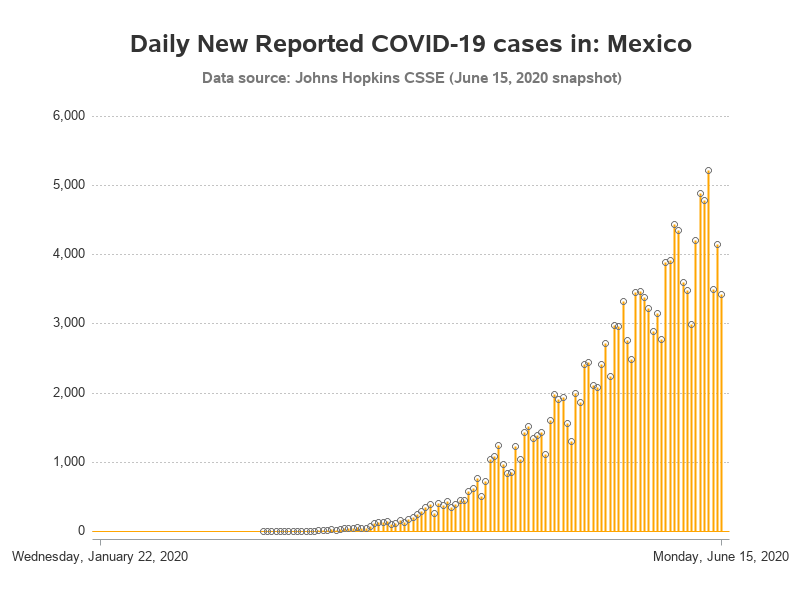 Daily New Reported COVID-19 cases in: Mexico
Data source: Johns Hopkins CSSE (June 15, 2020 snapshot)
6,000
5,000
4,000
3,000
2,000
1,000
0
Wednesday, January 22, 2020
Monday, June 15, 2020